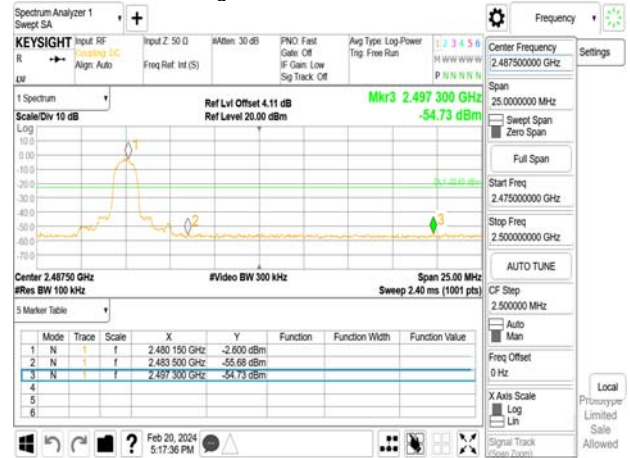 Spectrum Analyzer 1
Swept SA
+
Frequency
KEYSIGHT
R
Input: RF
Coupling: DC
Align: Auto
Input Z: 50 Ω
Freq Ref: Int (S)
#Atten: 30 dB
PNO: Fast
Gate: Off
IF Gain: Low
Sig Track: Off
Avg Type: Log-Power
Trig: Free Run
1 2 3 4 5 6
M W W W W W
P N N N N N
Center Frequency
2.487500000 GHz
Settings
1 Spectrum
Scale/Div 10 dB
Ref Lvl Offset 4.11 dB
Ref Level 20.00 dBm
Mkr3 2.497 300 GHz
-54.73 dBm
Span
25.0000000 MHz
Swept Span
Zero Span
Full Span
Start Freq
2.475000000 GHz
Stop Freq
2.500000000 GHz
AUTO TUNE
CF Step
2.500000 MHz
Auto
Man
Freq Offset
0 Hz
X Axis Scale
Log
Lin
Signal Track
(Span Zoom)
Log
10.0
0.00
-10.0
-20.0
-30.0
-40.0
-50.0
-60.0
-70.0
1
2
3
Center 2.48750 GHz
#Res BW 100 kHz
#Video BW 300 kHz
Span 25.00 MHz
Sweep 2.40 ms (1001 pts)
5 Marker Table
Mode Trace Scale X Y Function Function Width Function Value
1 N 1 f 2.480 150 GHz -2.600 dBm
2 N 1 f 2.483 500 GHz -55.68 dBm
3 N 1 f 2.497 300 GHz -54.73 dBm
4
5
6
Local
Prototype
Limited
Sale
Allowed
?
Feb 20, 2024
5:17:36 PM